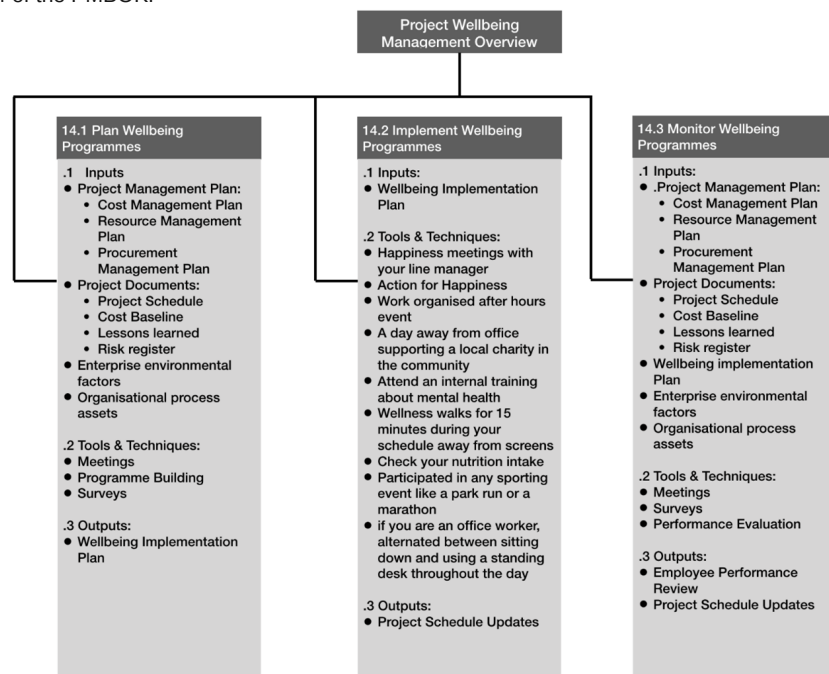 Project Wellbeing
Management Overview
14.1 Plan Wellbeing
Programmes
.1 Inputs
● Project Management Plan:
• Cost Management Plan
• Resource Management
Plan
• Procurement
Management Plan
● Project Documents:
• Project Schedule
• Cost Baseline
• Lessons learned
• Risk register
● Enterprise environmental
factors
● Organisational process
assets
.2 Tools & Techniques:
● Meetings
● Programme Building
● Surveys
.3 Outputs:
● Wellbeing Implementation
Plan
14.2 Implement Wellbeing
Programmes
.1 Inputs:
● Wellbeing Implementation
Plan
.2 Tools & Techniques:
● Happiness meetings with
your line manager
● Action for Happiness
● Work organised after hours
event
● A day away from office
supporting a local charity in
the community
● Attend an internal training
about mental health
● Wellness walks for 15
minutes during your
schedule away from screens
● Check your nutrition intake
● Participated in any sporting
event like a park run or a
marathon
● if you are an office worker,
alternated between sitting
down and using a standing
desk throughout the day
.3 Outputs:
● Project Schedule Updates
14.3 Monitor Wellbeing
Programmes
.1 Inputs:
● .Project Management Plan:
• Cost Management Plan
• Resource Management
Plan
• Procurement
Management Plan
● Project Documents:
• Project Schedule
• Cost Baseline
• Lessons learned
• Risk register
● Wellbeing implementation
Plan
● Enterprise environmental
factors
● Organisational process
assets
.2 Tools & Techniques:
● Meetings
● Surveys
● Performance Evaluation
.3 Outputs:
● Employee Performance
Review
● Project Schedule Updates